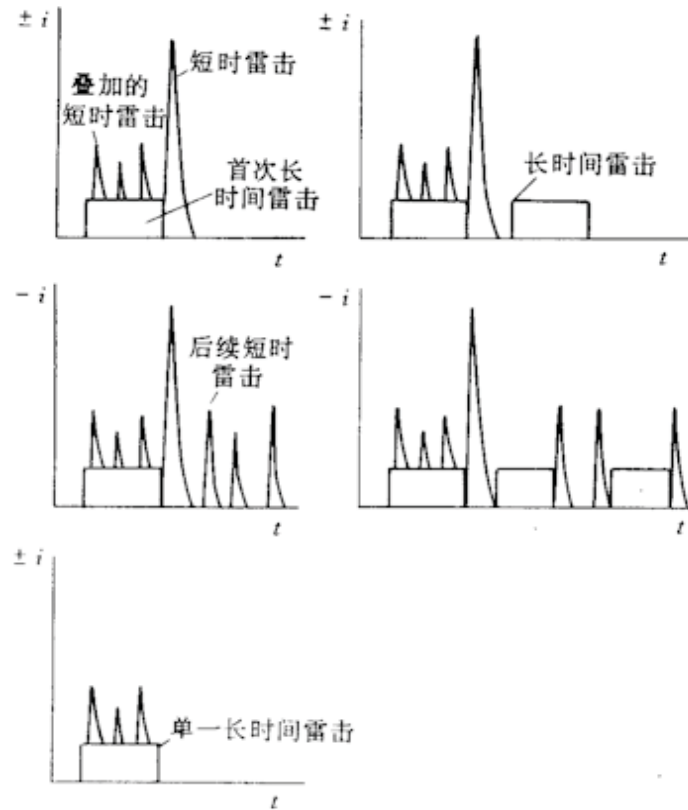 ± i
短时雷击
叠加的
短时雷击
首次长
时间雷击
t
± i
长时间雷击
t
− i
后续短时
雷击
t
− i
t
± i
单一长时间雷击
t